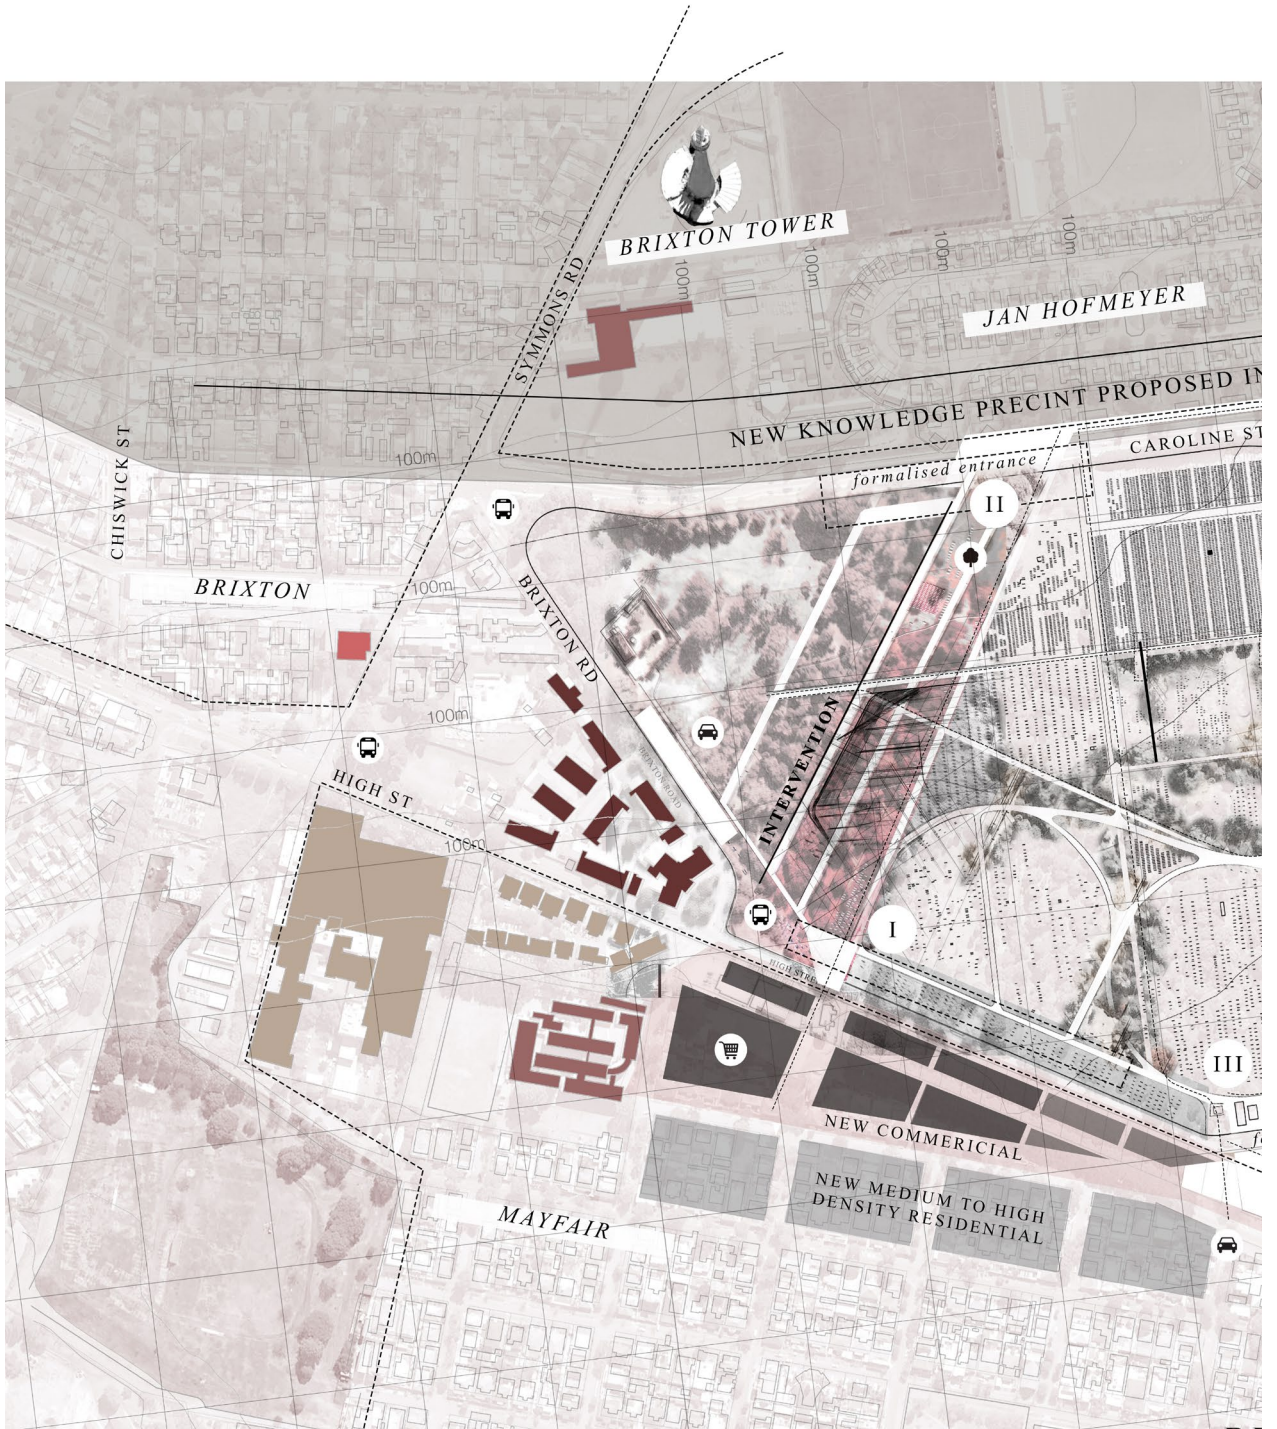 BRIXTON TOWER
SYMMONS RD
100m
100m
100m
100m
JAN HOFMEYER
NEW KNOWLEDGE PRECINT PROPOSED IN
CAROLINE ST
formalised entrance
CHISWICK ST
100m
II
BRIXTON
100m
BRIXTON RD
100m
INTERVENTION
HIGH ST
100m
I
III
NEW COMMERICIAL
NEW MEDIUM TO HIGH
DENSITY RESIDENTIAL
MAYFAIR